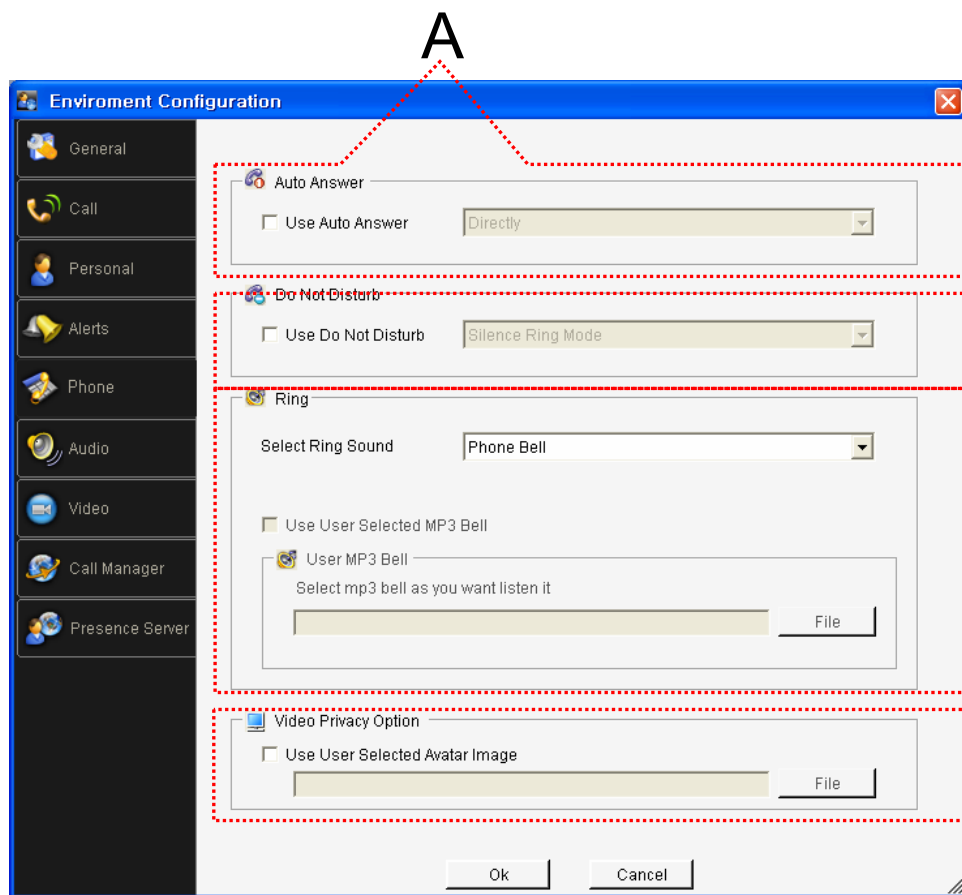 A
Enviroment Configuration
General
Call
Personal
Alerts
Phone
Audio
Video
Call Manager
Presence Server
Auto Answer
Use Auto Answer Directly
Do Not Disturb
Use Do Not Disturb Silence Ring Mode
Ring
Select Ring Sound Phone Bell
Use User Selected MP3 Bell
User MP3 Bell
Select mp3 bell as you want listen it
File
Video Privacy Option
Use User Selected Avatar Image
File
Ok Cancel